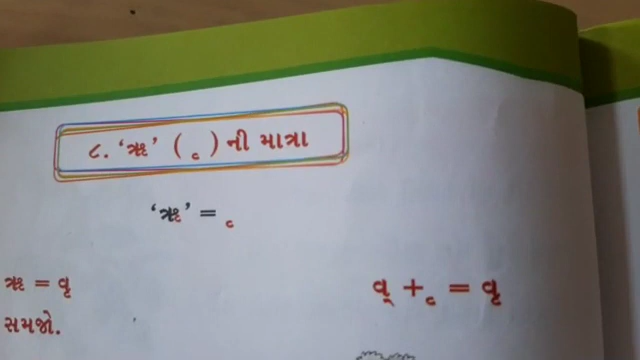 ૮. ‘ઋ’ ( ૃ ) ની માત્રા
‘ઋ’ = ૃ
ઋ = વૃ
વ્ + ૃ = વૃ
સમજો.